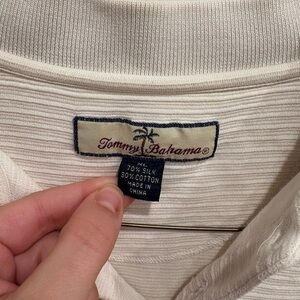 Tommy Bahama®
70% SILK
30% COTTON
MADE IN
CHINA